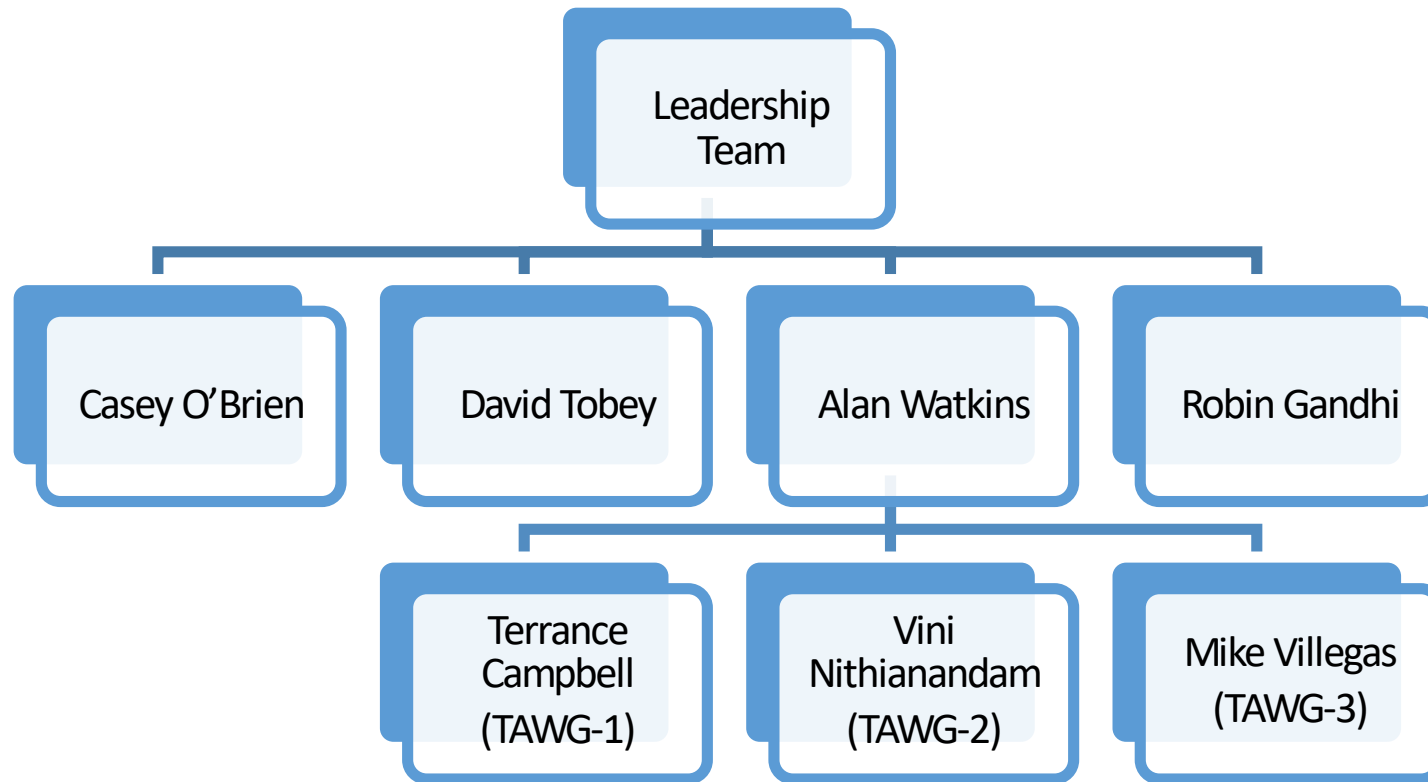 Leadership
Team
Casey O’Brien
David Tobey
Alan Watkins
Robin Gandhi
Terrance
Campbell
(TAWG-1)
Vini
Nithianandam
(TAWG-2)
Mike Villegas
(TAWG-3)